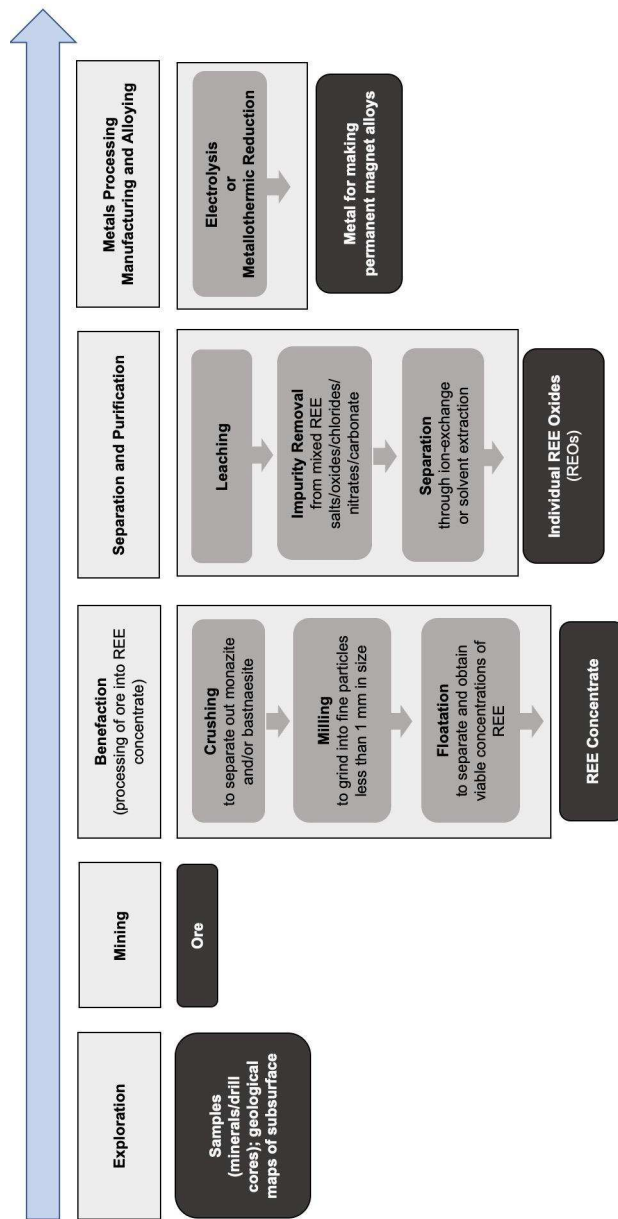 Exploration
Samples
(minerals/drill
cores); geological
maps of subsurface
Mining
Ore
Benefaction
(processing of ore into REE
concentrate)
Crushing
to separate out monazite
and/or bastnaesite
Milling
to grind into fine particles
less than 1 mm in size
Floatation
to separate and obtain
viable concentrations of
REE
REE Concentrate
Separation and Purification
Leaching
Impurity Removal
from mixed REE
salts/oxides/chlorides/
nitrates/carbonate
Separation
through ion-exchange
or solvent extraction
Individual REE Oxides
(REOs)
Metals Processing
Manufacturing and Alloying
Electrolysis
or
Metallothermic Reduction
Metal for making
permanent magnet alloys